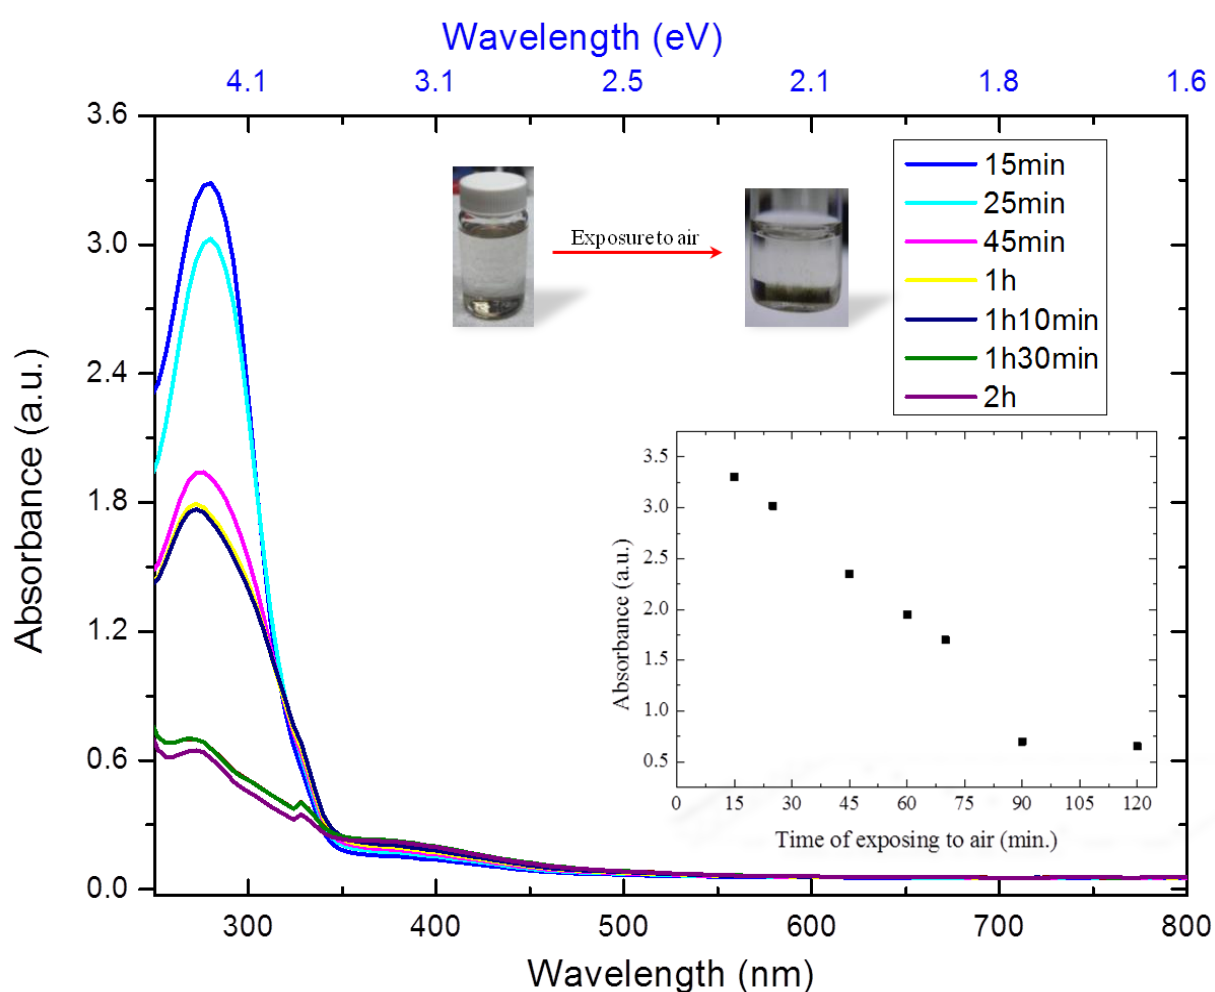 Wavelength (eV)
4.1 3.1 2.5 2.1 1.8 1.6
3.6
3.0
2.4
1.8
1.2
0.6
0.0
Absorbance (a.u.)
Exposure to air
15min
25min
45min
1h
1h10min
1h30min
2h
3.5
3.0
2.5
2.0
1.5
1.0
0.5
Absorbance (a.u.)
0 15 30 45 60 75 90 105 120
Time of exposing to air (min.)
300 400 500 600 700 800
Wavelength (nm)